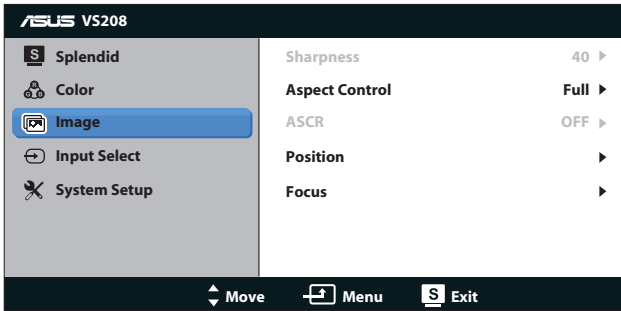 ASUS VS208
S Splendid
Color
Image
Input Select
System Setup
Sharpness 40
Aspect Control Full
ASCR OFF
Position
Focus
Move Menu S Exit